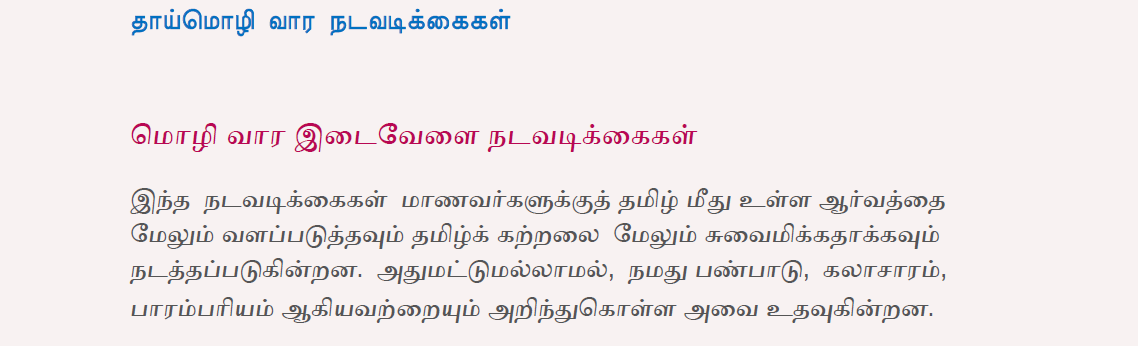 தாய்மொழி வார நடவடிக்கைகள்
மொழி வார இடைவேளை நடவடிக்கைகள்
இந்த நடவடிக்கைகள் மாணவர்களுக்குத் தமிழ் மீது உள்ள ஆர்வத்தை
மேலும் வளப்படுத்தவும் தமிழ்க் கற்றலை மேலும் சுவைமிக்கதாக்கவும்
நடத்தப்படுகின்றன. அதுமட்டுமல்லாமல், நமது பண்பாடு, கலாசாரம்,
பாரம்பரியம் ஆகியவற்றையும் அறிந்துகொள்ள அவை உதவுகின்றன.